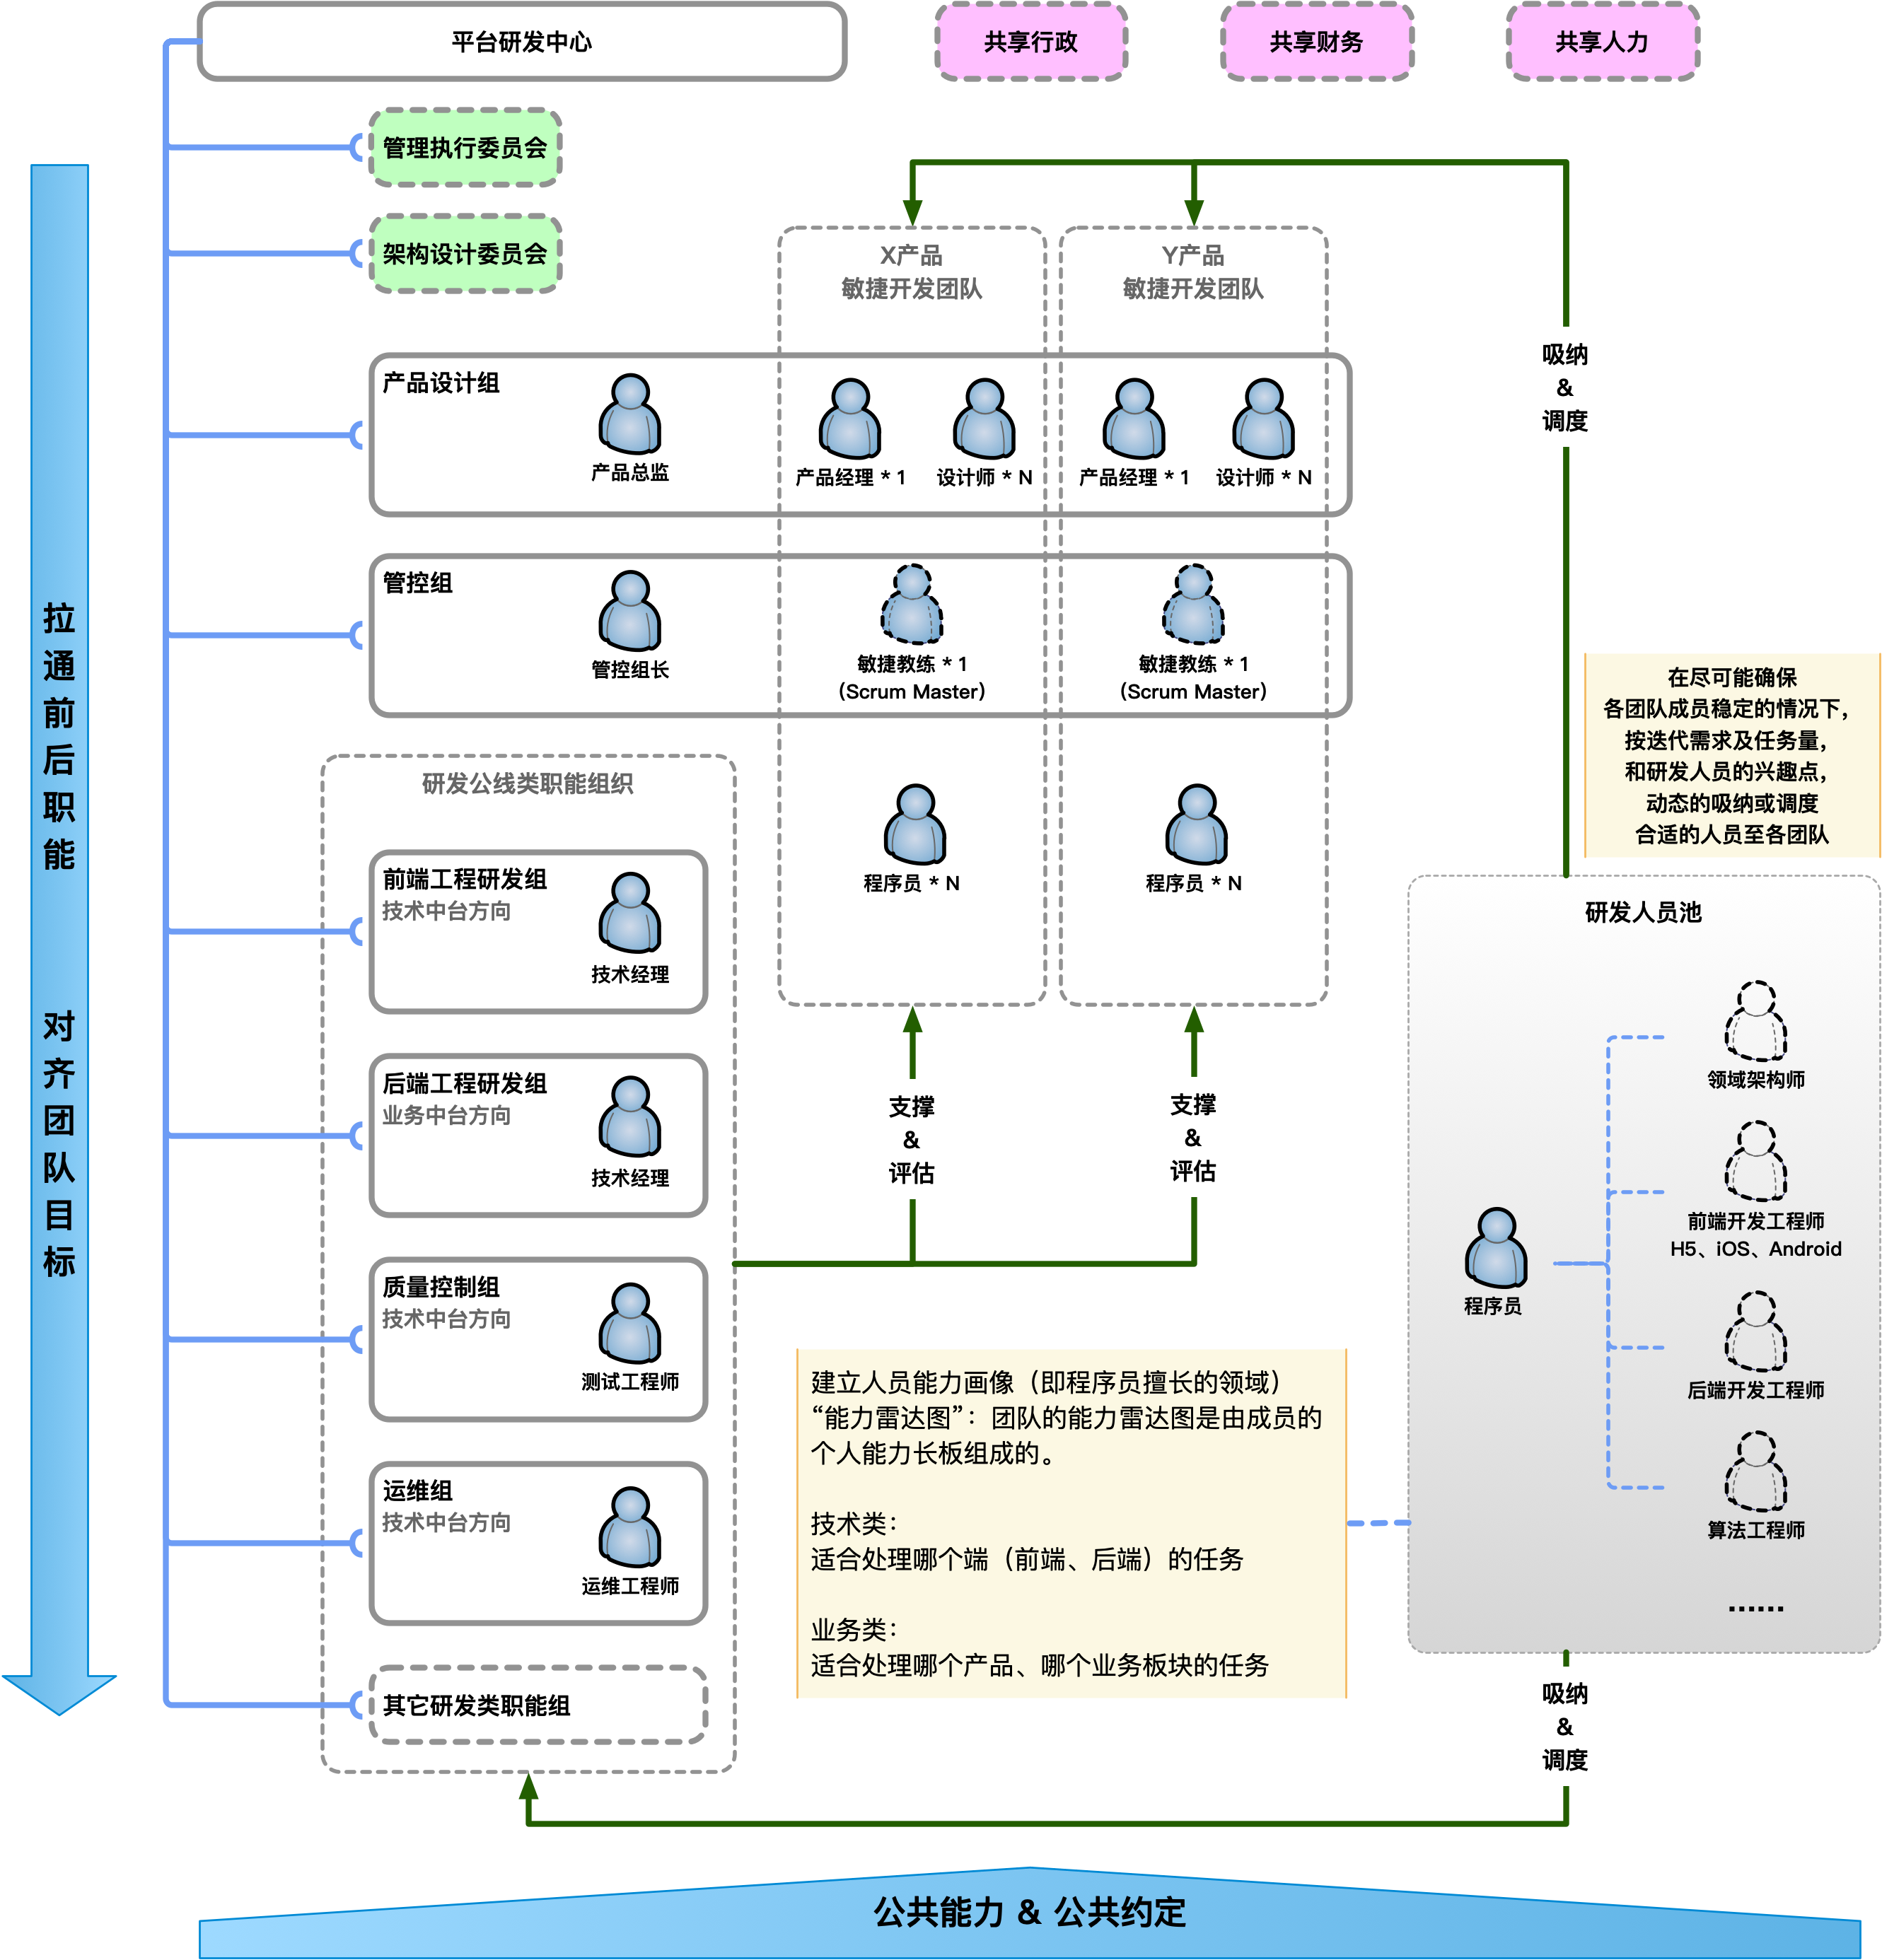 平台研发中心
共享行政
共享财务
共享人力
管理执行委员会
架构设计委员会
X产品
敏捷开发团队
Y产品
敏捷开发团队
吸纳
&
调度
产品设计组
产品总监
产品经理 * 1
设计师 * N
产品经理 * 1
设计师 * N
管控组
管控组长
敏捷教练 * 1
（Scrum Master）
敏捷教练 * 1
（Scrum Master）
拉通前后职能
对齐团队目标
在尽可能确保
各团队成员稳定的情况下，
按迭代需求及任务量，
和研发人员的兴趣点，
动态的吸纳或调度
合适的人员至各团队
研发公线类职能组织
前端工程研发组
技术中台方向
技术经理
程序员 * N
程序员 * N
后端工程研发组
业务中台方向
技术经理
支撑
&
评估
支撑
&
评估
质量控制组
技术中台方向
测试工程师
运维组
技术中台方向
运维工程师
其它研发类职能组
研发人员池
领域架构师
前端开发工程师
H5、iOS、Android
程序员
后端开发工程师
算法工程师
......
建立人员能力画像（即程序员擅长的领域）
“能力雷达图”：团队的能力雷达图是由成员的
个人能力长板组成的。
技术类：
适合处理哪个端（前端、后端）的任务
业务类：
适合处理哪个产品、哪个业务板块的任务
吸纳
&
调度
公共能力 & 公共约定